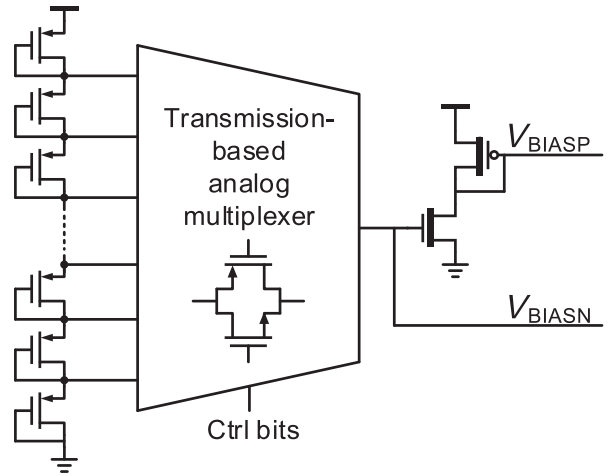 Transmission-
based
analog
multiplexer
V_BIASP
V_BIASN
Ctrl bits